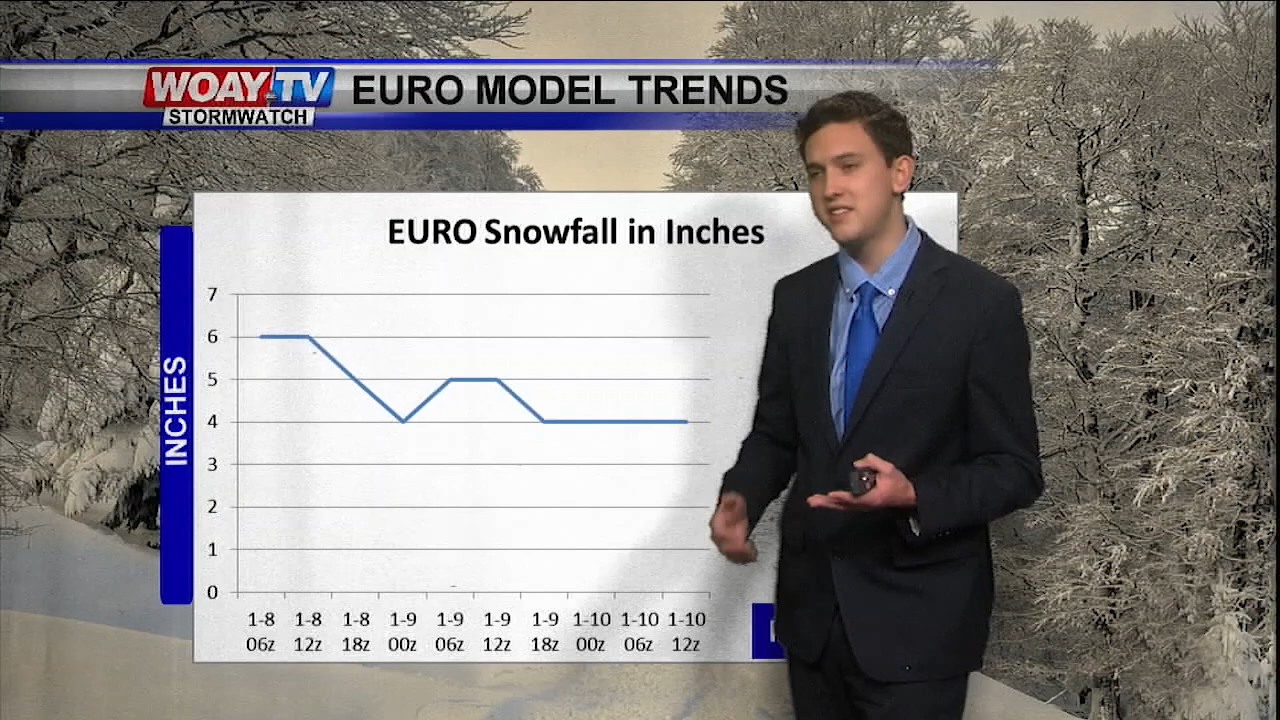 WOAY-TV EURO MODEL TRENDS
STORMWATCH
EURO Snowfall in Inches
INCHES
7
6
5
4
3
2
1
0
1-8 1-8 1-8 1-9 1-9 1-9 1-9 1-10 1-10 1-10
06z 12z 18z 00z 06z 12z 18z 00z 06z 12z